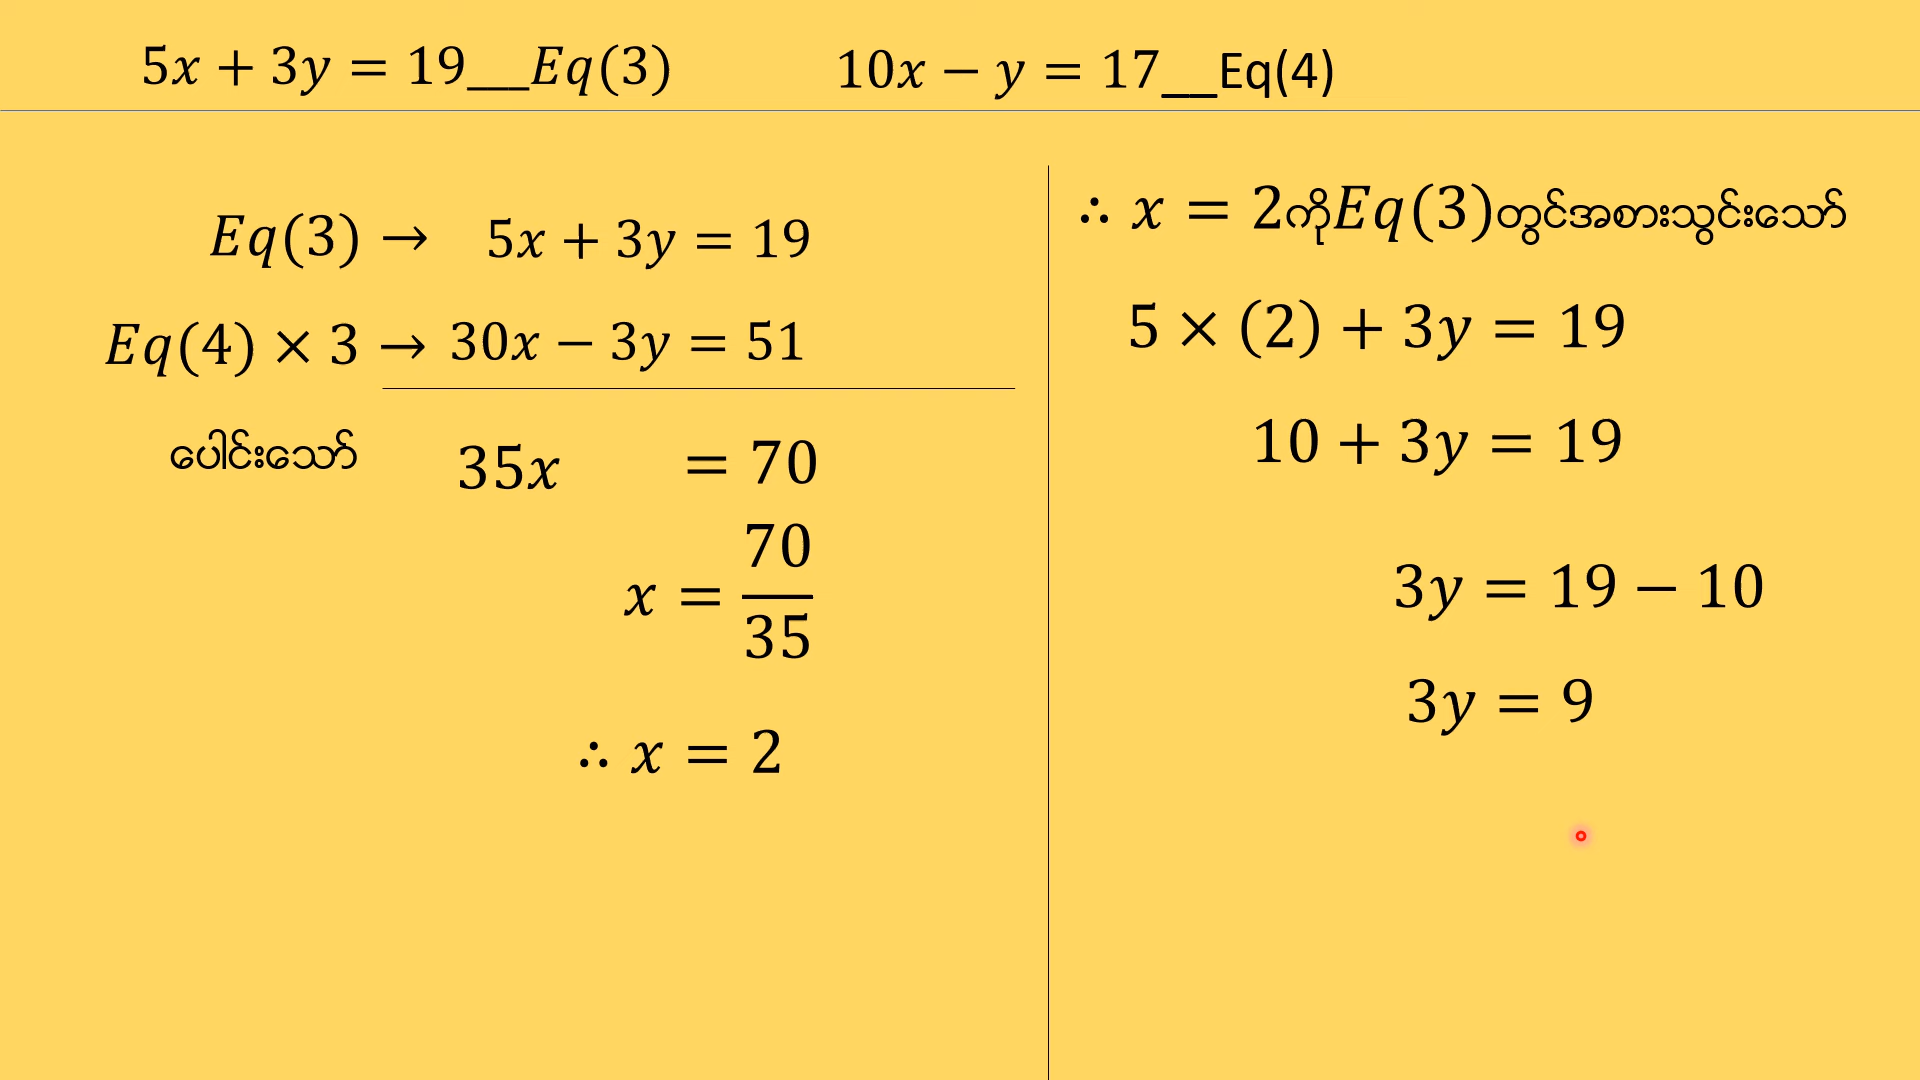 5x + 3y = 19___Eq(3) 10x − y = 17__Eq(4)
Eq(3) → 5x + 3y = 19
Eq(4) × 3 → 30x − 3y = 51
ပေါင်းသော် 35x = 70
x = 70/35
∴ x = 2
∴ x = 2ကိုEq(3)တွင်အစားသွင်းသော်
5 × (2) + 3y = 19
10 + 3y = 19
3y = 19 − 10
3y = 9